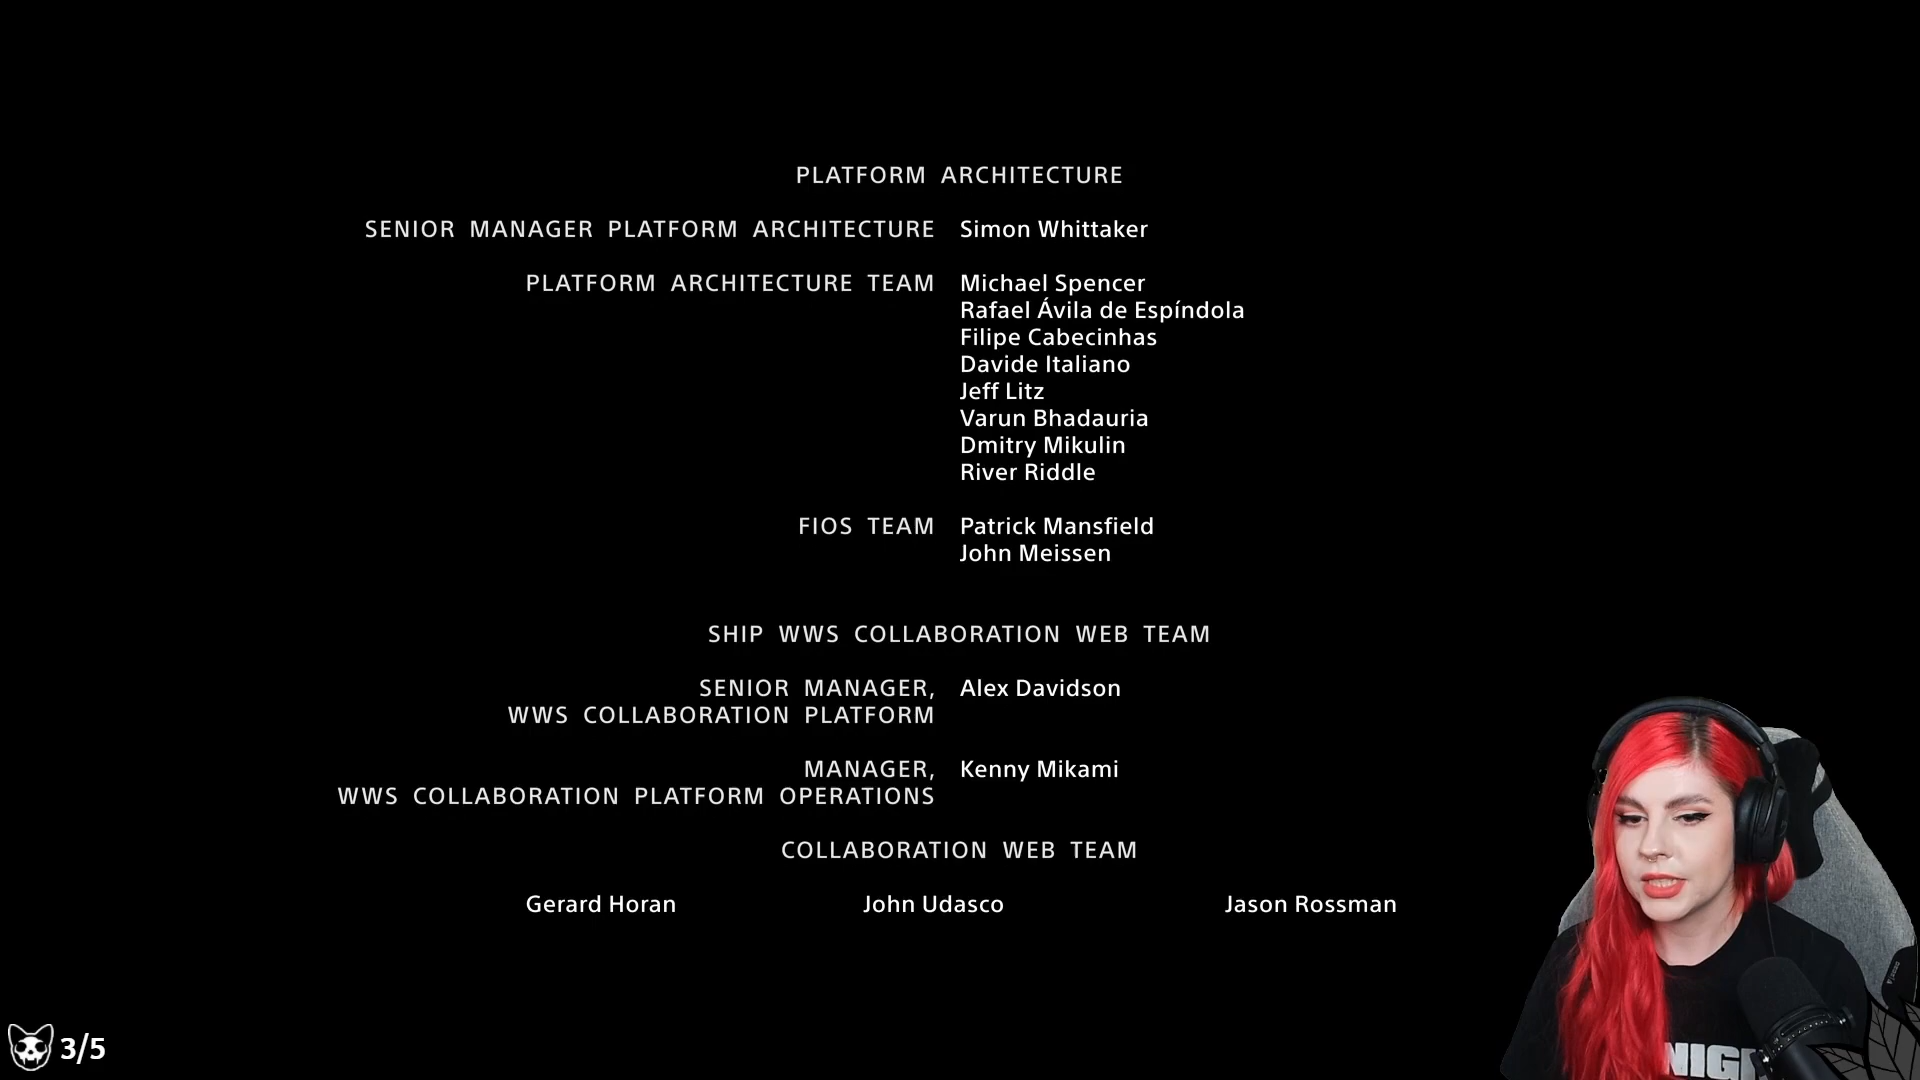 PLATFORM ARCHITECTURE
SENIOR MANAGER PLATFORM ARCHITECTURE Simon Whittaker
PLATFORM ARCHITECTURE TEAM Michael Spencer
Rafael Ávila de Espíndola
Filipe Cabecinhas
Davide Italiano
Jeff Litz
Varun Bhadauria
Dmitry Mikulin
River Riddle
FIOS TEAM Patrick Mansfield
John Meissen
SHIP WWS COLLABORATION WEB TEAM
SENIOR MANAGER, Alex Davidson
WWS COLLABORATION PLATFORM
MANAGER, Kenny Mikami
WWS COLLABORATION PLATFORM OPERATIONS
COLLABORATION WEB TEAM
Gerard Horan John Udasco Jason Rossman
3/5